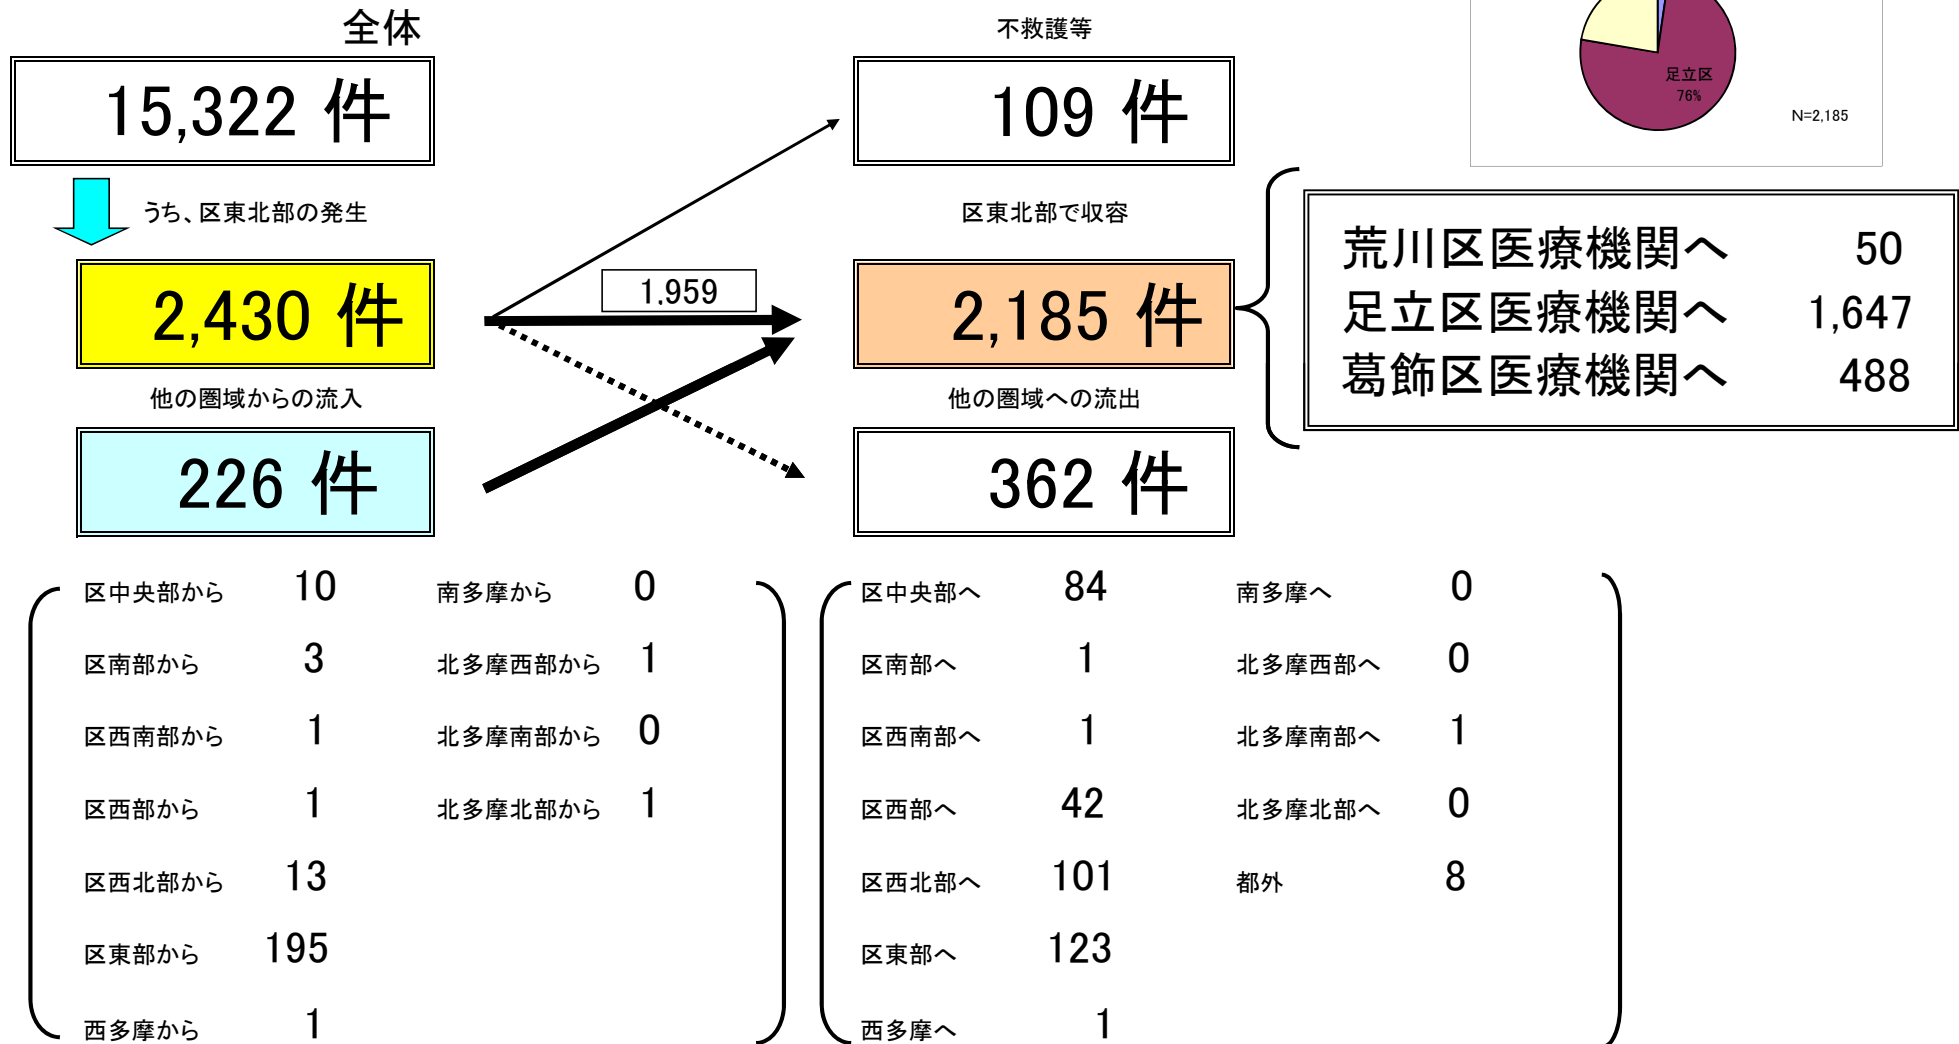 全体
不救護等
足立区
76%
N=2,185
15,322 件
109 件
うち、区東北部の発生
区東北部で収容
1,959
2,430 件
2,185 件
荒川区医療機関へ 50
足立区医療機関へ 1,647
葛飾区医療機関へ 488
他の圏域からの流入
他の圏域への流出
226 件
362 件
区中央部から 10 南多摩から 0
区南部から 3 北多摩西部から 1
区西南部から 1 北多摩南部から 0
区西部から 1 北多摩北部から 1
区西北部から 13
区東部から 195
西多摩から 1
区中央部へ 84 南多摩へ 0
区南部へ 1 北多摩西部へ 0
区西南部へ 1 北多摩南部へ 1
区西部へ 42 北多摩北部へ 0
区西北部へ 101 都外 8
区東部へ 123
西多摩へ 1